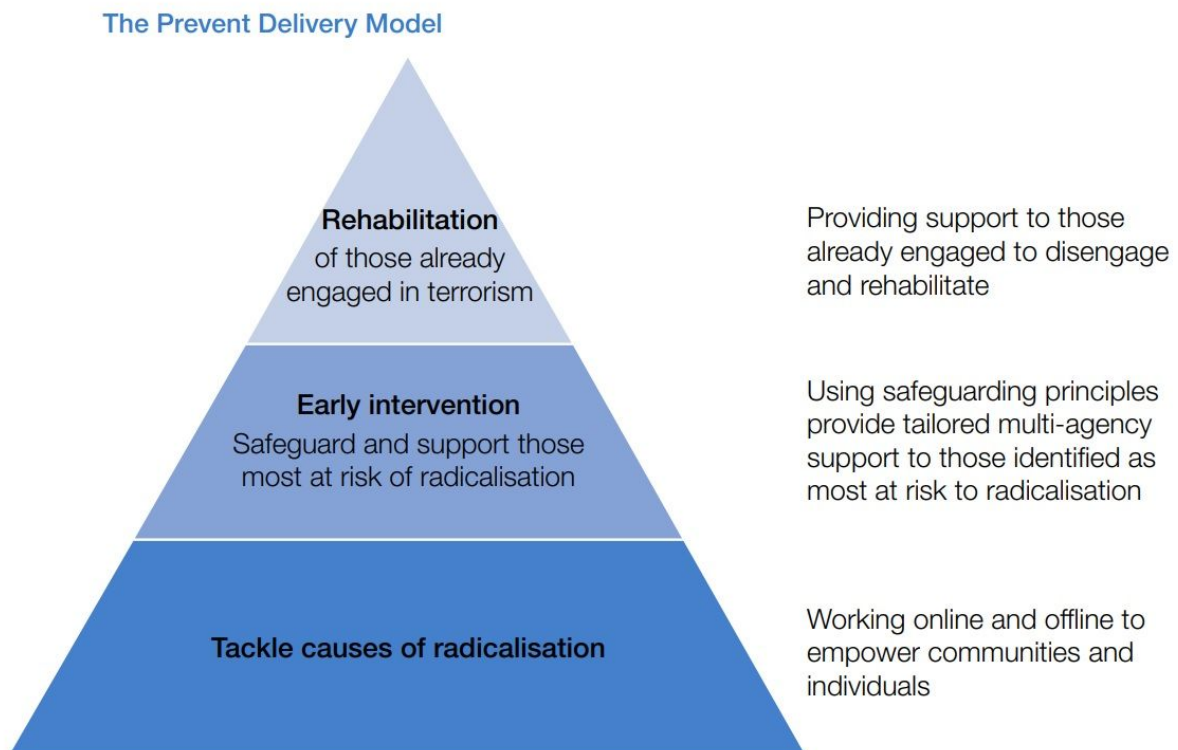 The Prevent Delivery Model
Rehabilitation
of those already
engaged in terrorism
Providing support to those
already engaged to disengage
and rehabilitate
Early intervention
Safeguard and support those
most at risk of radicalisation
Using safeguarding principles
provide tailored multi-agency
support to those identified as
most at risk to radicalisation
Tackle causes of radicalisation
Working online and offline to
empower communities and
individuals